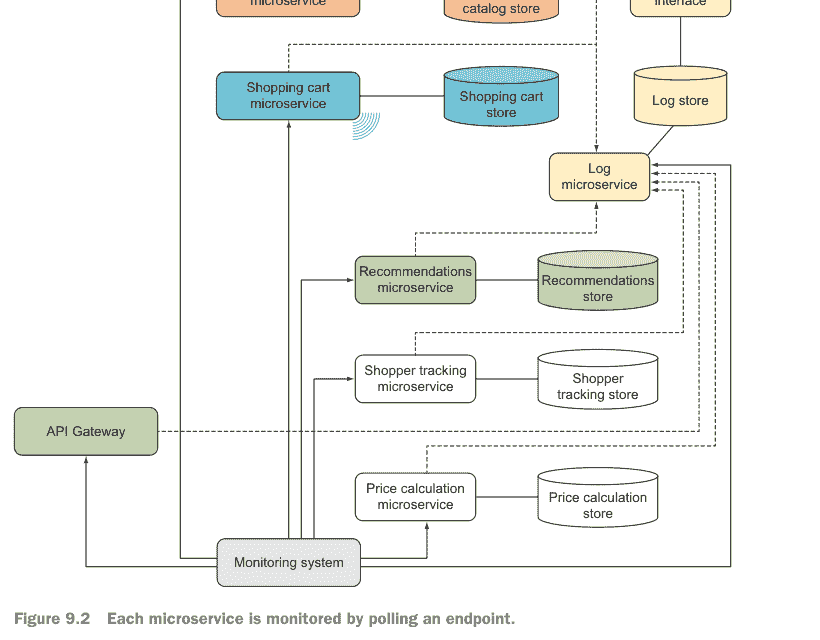 microservice
catalog store
interface
Shopping cart
microservice
Shopping cart
store
Log store
Log
microservice
Recommendations
microservice
Recommendations
store
Shopper tracking
microservice
Shopper
tracking store
API Gateway
Price calculation
microservice
Price calculation
store
Monitoring system
Figure 9.2 Each microservice is monitored by polling an endpoint.